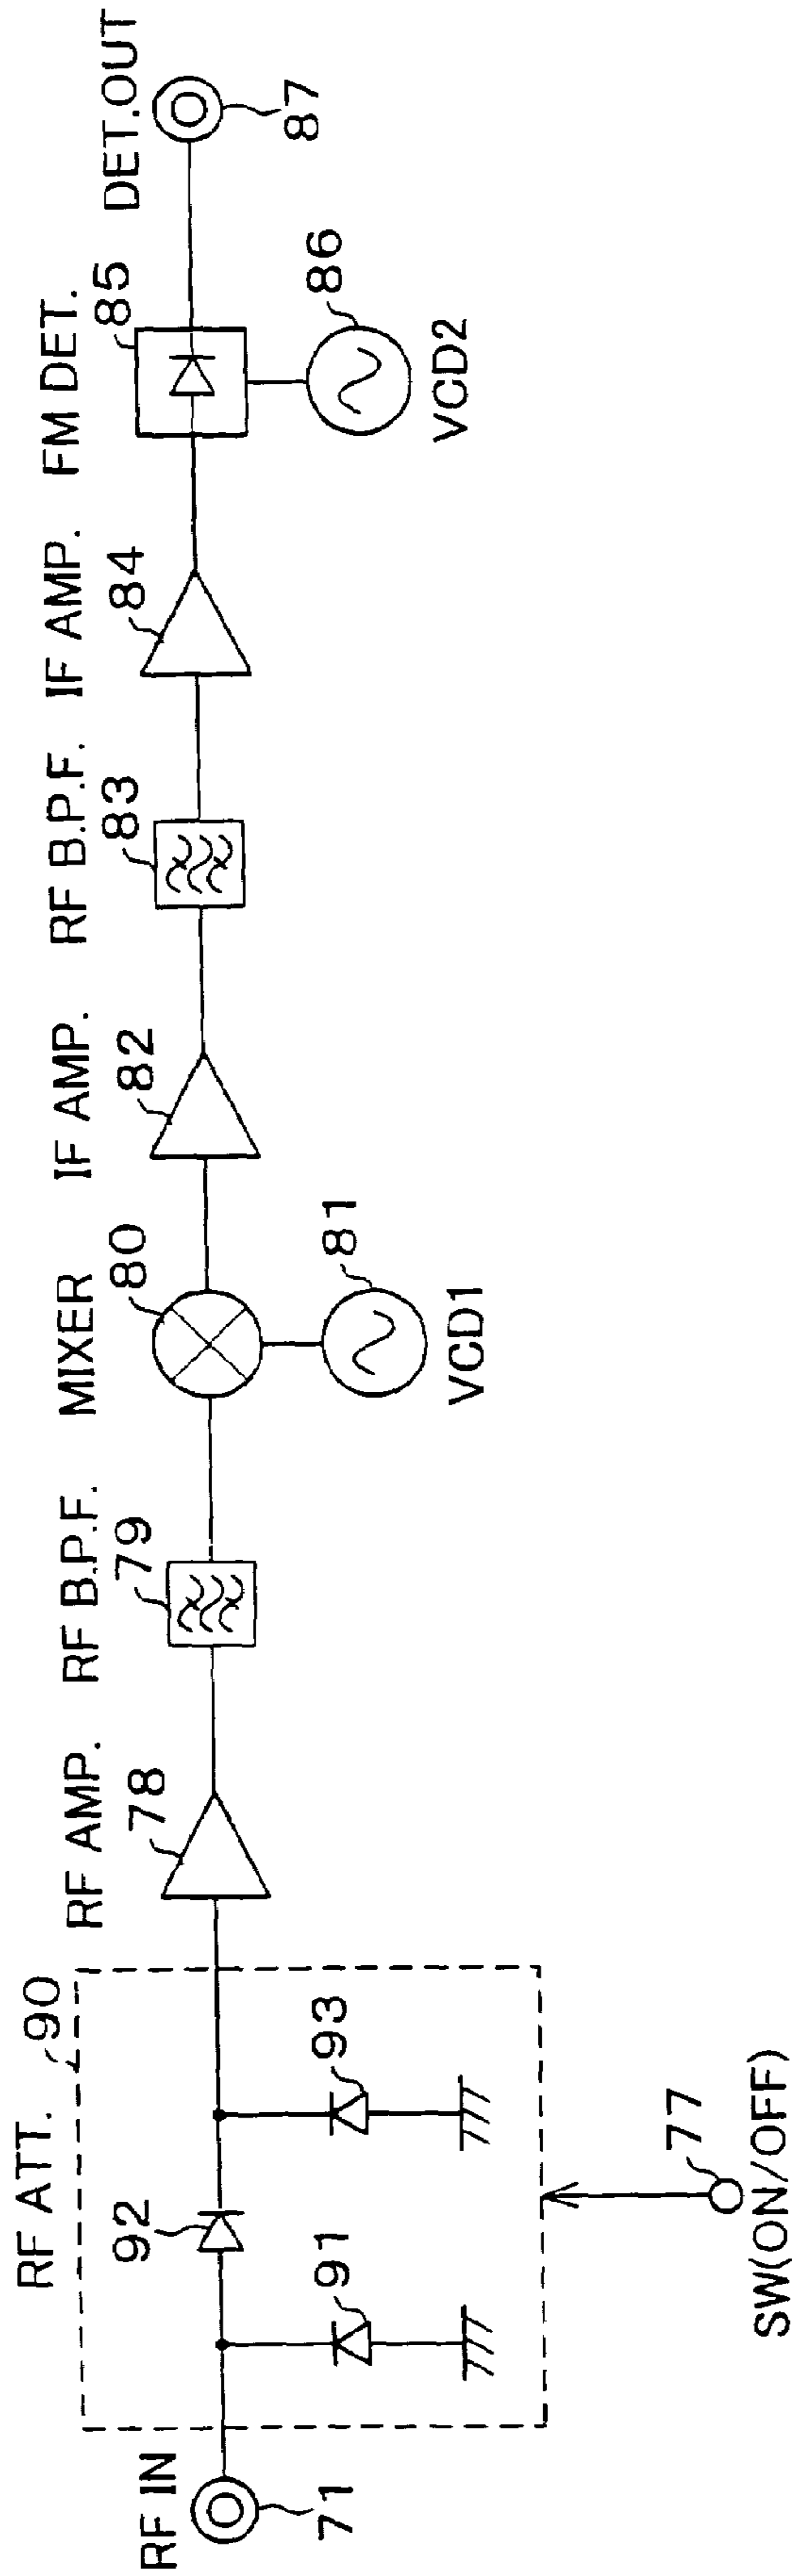 RF IN
71
RF ATT.
90
91
92
93
SW(ON/OFF)
77
RF AMP.
78
RF B.P.F.
79
MIXER
80
81
VCD1
IF AMP.
82
RF B.P.F.
83
IF AMP.
84
FM DET.
85
86
VCD2
DET.OUT
87